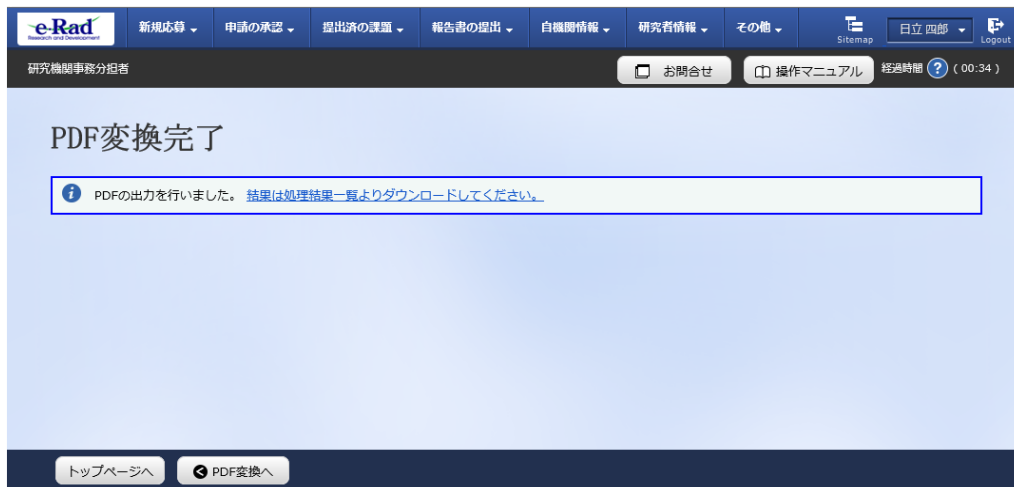 e-Rad
Research and Development
新規応募
申請の承認
提出済の課題
報告書の提出
自機関情報
研究者情報
その他
Sitemap
日立 四郎
Logout
研究機関事務分担者
お問合せ
操作マニュアル
経過時間 ? ( 00:34 )
PDF変換完了
PDFの出力を行いました。 結果は処理結果一覧よりダウンロードしてください。
トップページへ
PDF変換へ